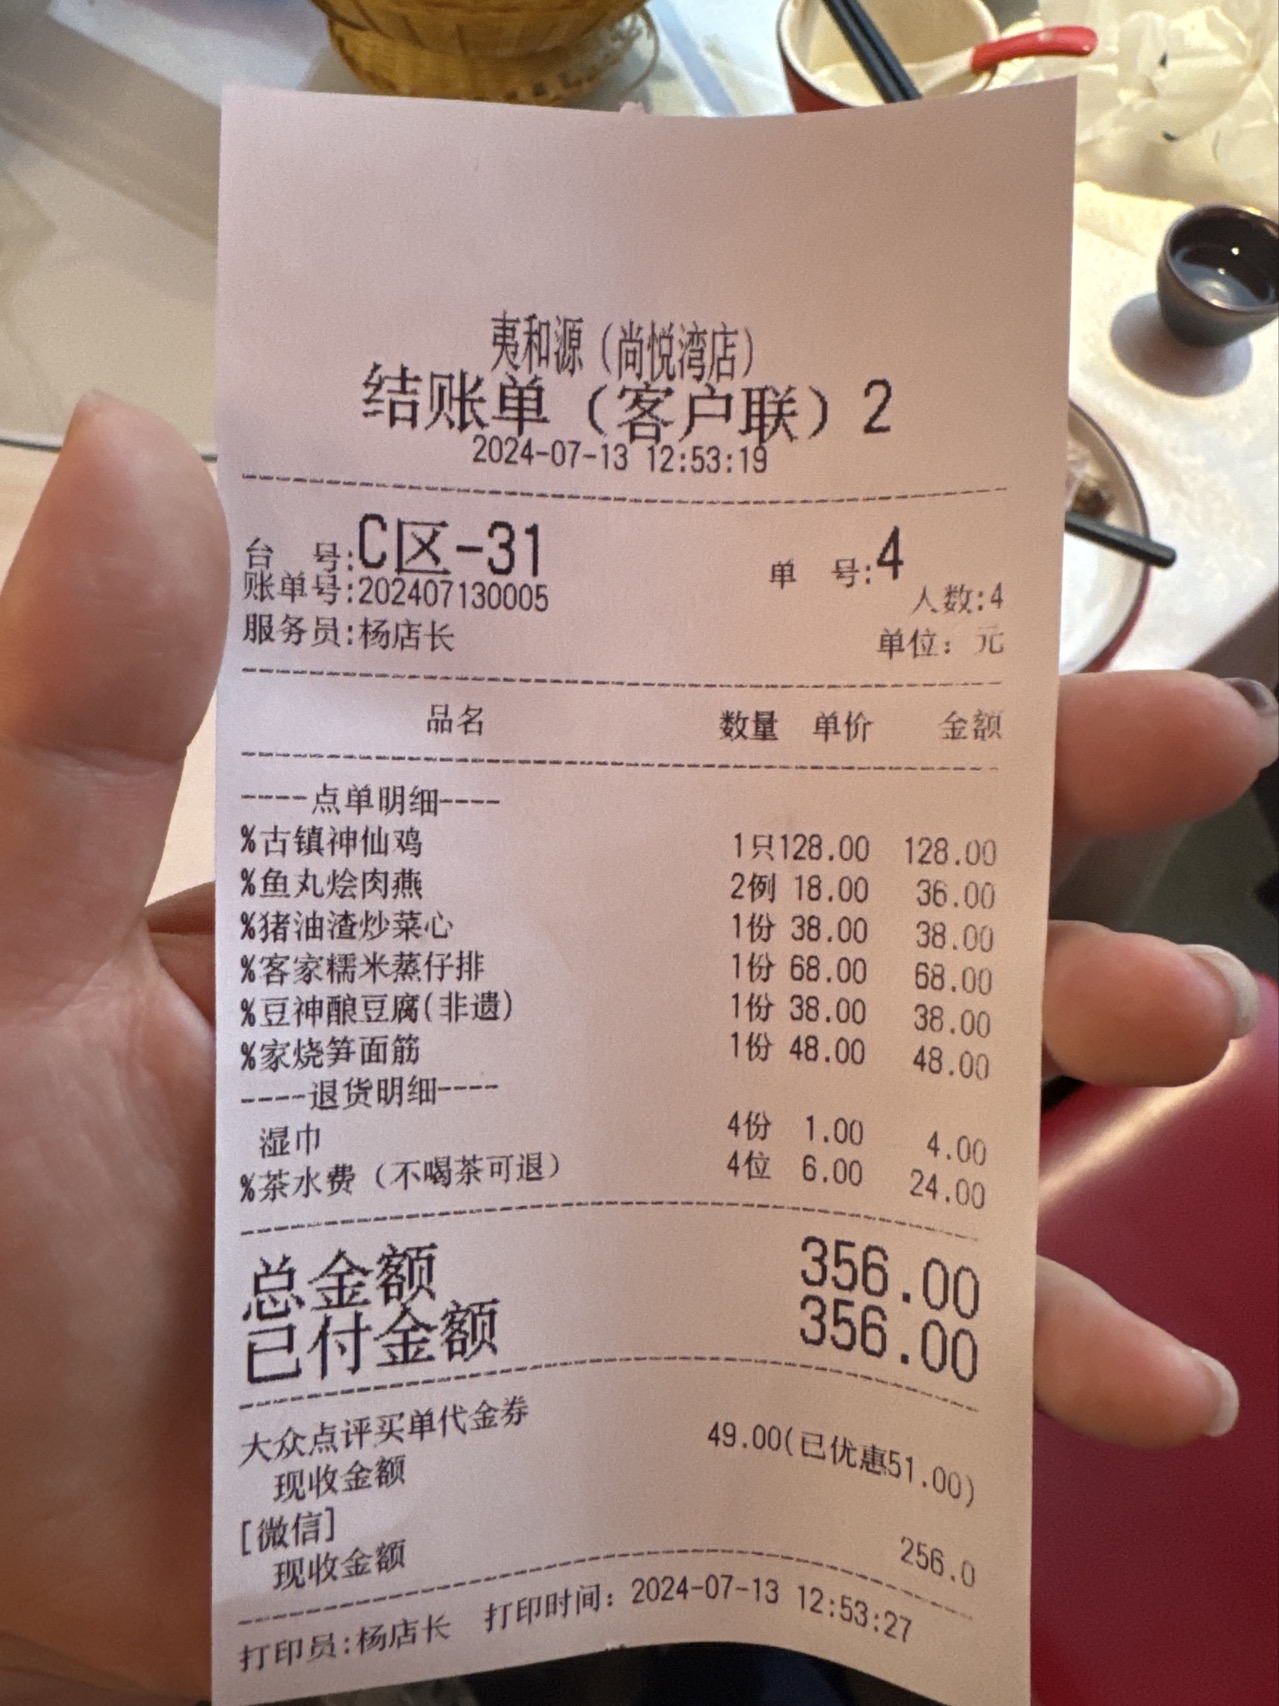 夷和源（尚悦湾店）
结账单（客户联）2
2024-07-13 12:53:19
台 号:C区-31 单 号:4
账单号:202407130005 人数:4
服务员:杨店长 单位：元
品名 数量 单价 金额
----点单明细----
%古镇神仙鸡 1只128.00 128.00
%鱼丸烩肉燕 2例 18.00 36.00
%猪油渣炒菜心 1份 38.00 38.00
%客家糯米蒸仔排 1份 68.00 68.00
%豆神酿豆腐(非遗) 1份 38.00 38.00
%家烧笋面筋 1份 48.00 48.00
----退货明细----
湿巾 4份 1.00 4.00
%茶水费（不喝茶可退） 4位 6.00 24.00
总金额 356.00
已付金额 356.00
大众点评买单代金券
现收金额 49.00(已优惠51.00)
[微信]
现收金额 256.0
打印员:杨店长 打印时间：2024-07-13 12:53:27